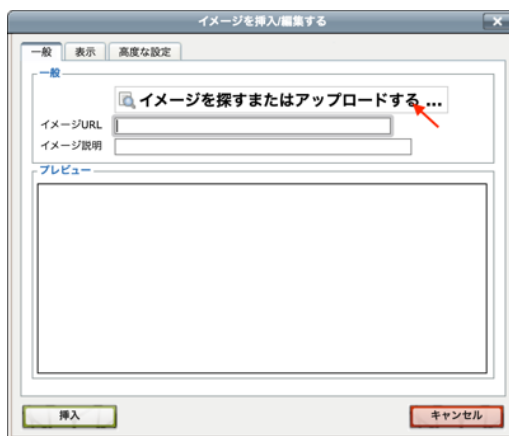 イメージを挿入/編集する
一般 表示 高度な設定
一般
イメージを探すまたはアップロードする ...
イメージURL
イメージ説明
プレビュー
挿入 キャンセル